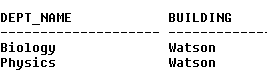 DEPT_NAME BUILDING
-------------------- ---------------
Biology Watson
Physics Watson